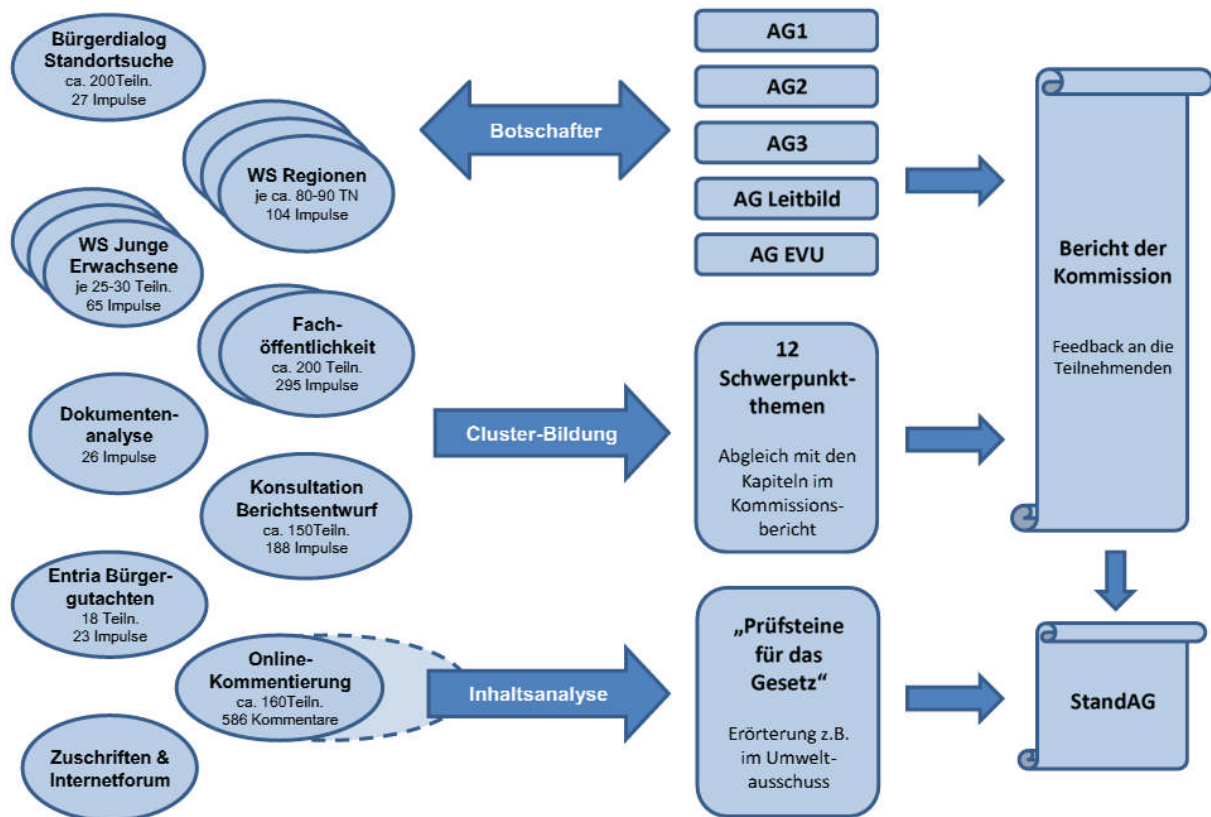 Bürgerdialog
Standortsuche
ca. 200Teiln.
27 Impulse
WS Regionen
je ca. 80-90 TN
104 Impulse
WS Junge
Erwachsene
je 25-30 Teiln.
65 Impulse
Fach-
öffentlichkeit
ca. 200 Teiln.
295 Impulse
Dokumenten-
analyse
26 Impulse
Konsultation
Berichtsentwurf
ca. 150Teiln.
188 Impulse
Entria Bürger-
gutachten
18 Teiln.
23 Impulse
Online-
Kommentierung
ca. 160Teiln.
586 Kommentare
Zuschriften &
Internetforum
Botschafter
Cluster-Bildung
Inhaltsanalyse
AG1
AG2
AG3
AG Leitbild
AG EVU
12
Schwerpunkt-
themen
Abgleich mit den
Kapiteln im
Kommissions-
bericht
„Prüfsteine
für das
Gesetz“
Erörterung z.B.
im Umwelt-
ausschuss
Bericht der
Kommission
Feedback an die
Teilnehmenden
StandAG